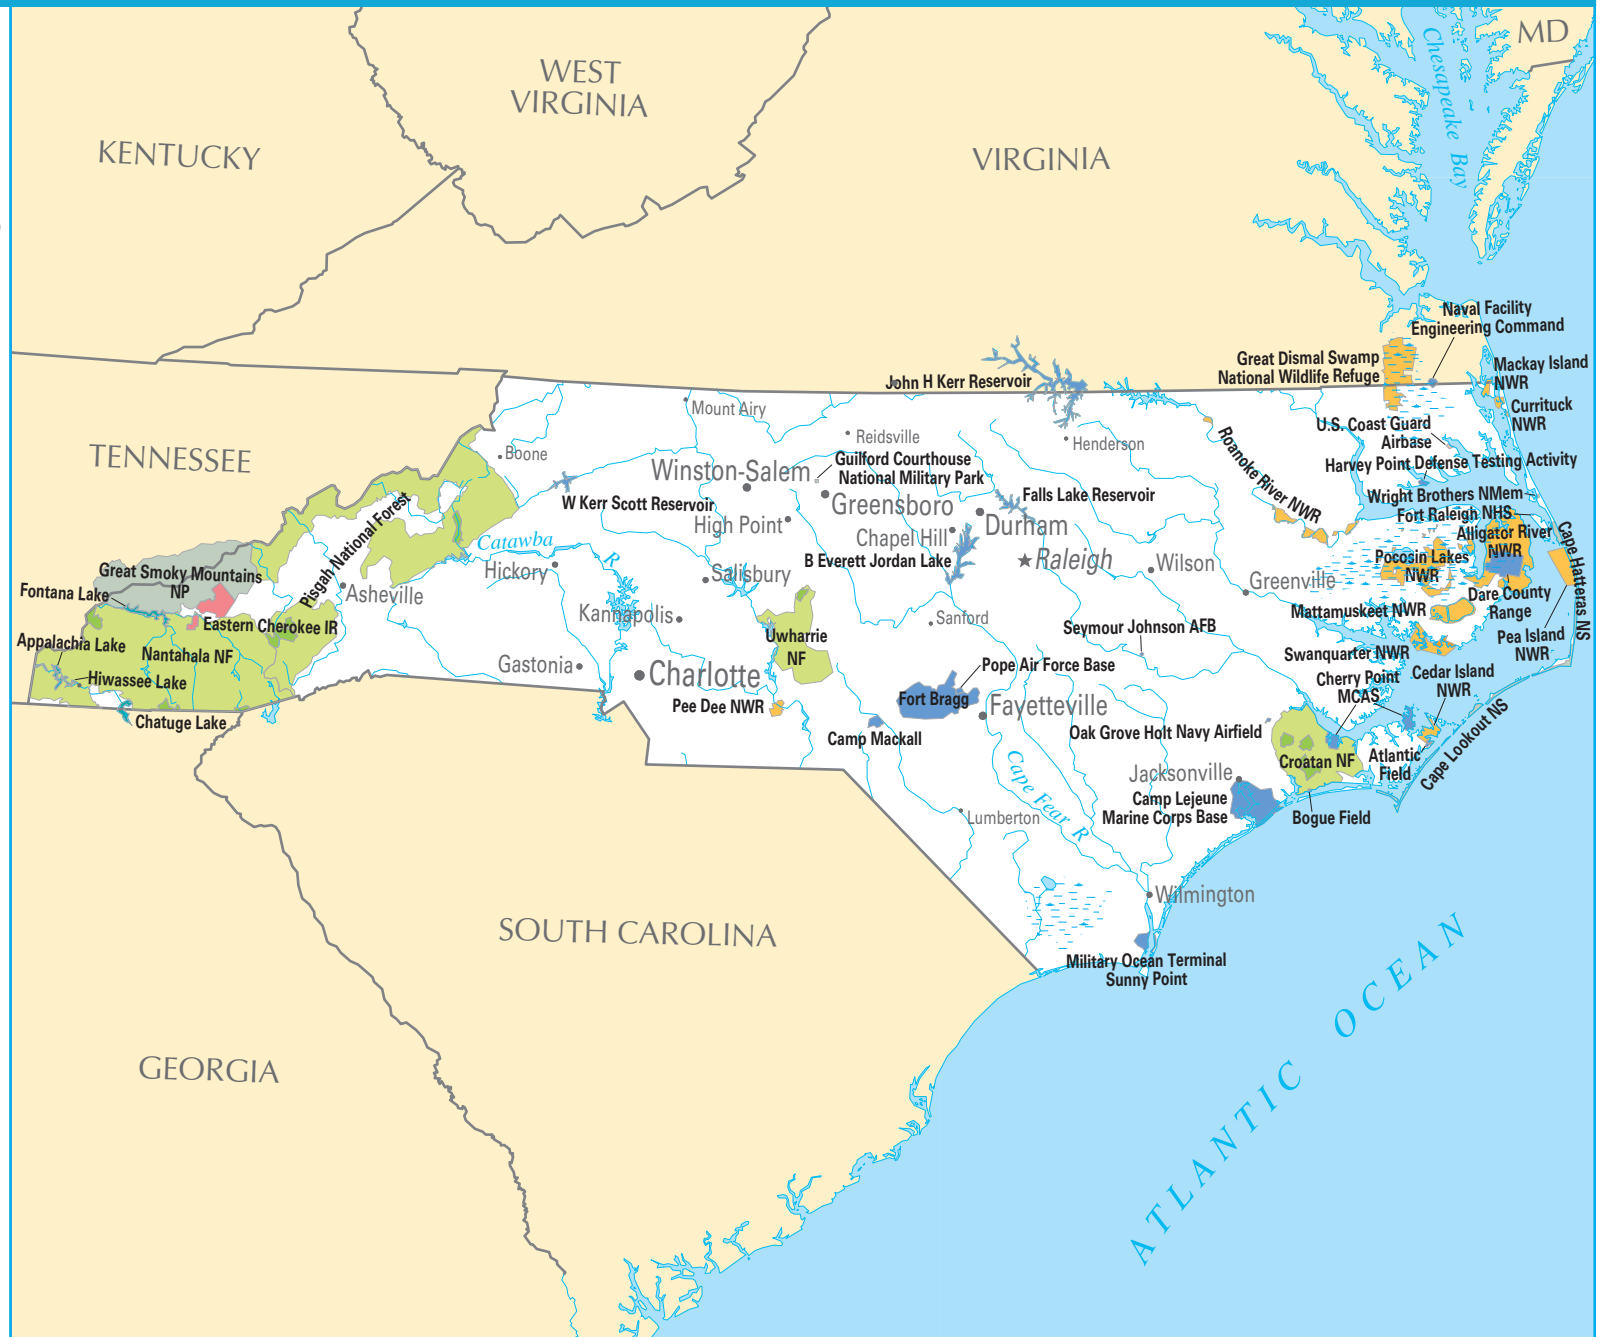 MD
Chesapeake Bay
WEST
VIRGINIA
KENTUCKY
VIRGINIA
Naval Facility
Engineering Command
Great Dismal Swamp
National Wildlife Refuge
Mackay Island
NWR
John H Kerr Reservoir
Currituck
NWR
Mount Airy
U.S. Coast Guard
Airbase
Reidsville
Henderson
Roanoke River NWR
TENNESSEE
Boone
Winston-Salem
Guilford Courthouse
National Military Park
Harvey Point Defense Testing Activity
W Kerr Scott Reservoir
Greensboro
Falls Lake Reservoir
Wright Brothers NMem
Fort Raleigh NHS
High Point
Durham
Alligator River
NWR
Cape Hatteras NS
Pisgah National Forest
Catawba
R
Chapel Hill
B Everett Jordan Lake
Raleigh
Wilson
Pocosin Lakes
NWR
Great Smoky Mountains
NP
Hickory
Salisbury
Greenville
Fontana Lake
Asheville
Dare County
Range
Kannapolis
Sanford
Mattamuskeet NWR
Eastern Cherokee IR
Uwharrie
NF
Seymour Johnson AFB
Pea Island
NWR
Appalachia Lake
Nantahala NF
Swanquarter NWR
Gastonia
Charlotte
Pope Air Force Base
Cherry Point
MCAS
Cedar Island
NWR
Hiwassee Lake
Fort Bragg
Pee Dee NWR
Fayetteville
Chatuge Lake
Camp Mackall
Oak Grove Holt Navy Airfield
Cape Lookout NS
Croatan NF
Atlantic
Field
Cape Fear R
Jacksonville
Camp Lejeune
Marine Corps Base
Bogue Field
Lumberton
Wilmington
SOUTH CAROLINA
Military Ocean Terminal
Sunny Point
GEORGIA
ATLANTIC OCEAN